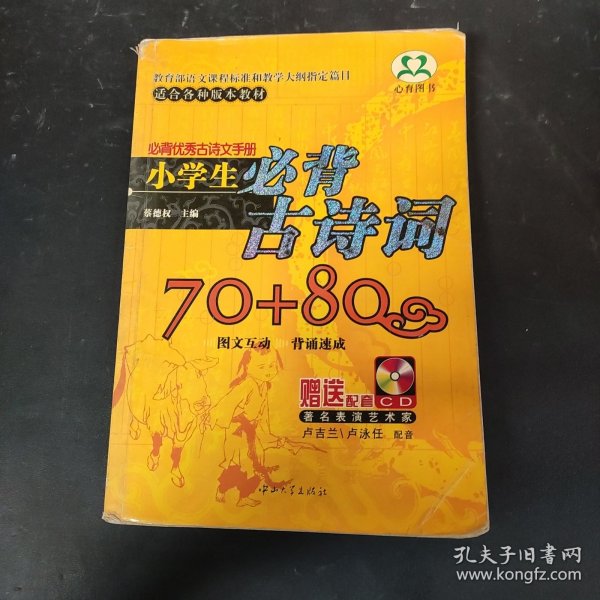 教育部语文课程标准和教学大纲指定篇目
适合各种版本教材
心育图书
必背优秀古诗文手册
小学生
必背
古诗词
蔡德权 主编
70+80
图文互动 背诵速成
赠送配套CD
著名表演艺术家
卢吉兰\卢泳任 配音
中山大学出版社
孔夫子旧书网
www.kongfz.com